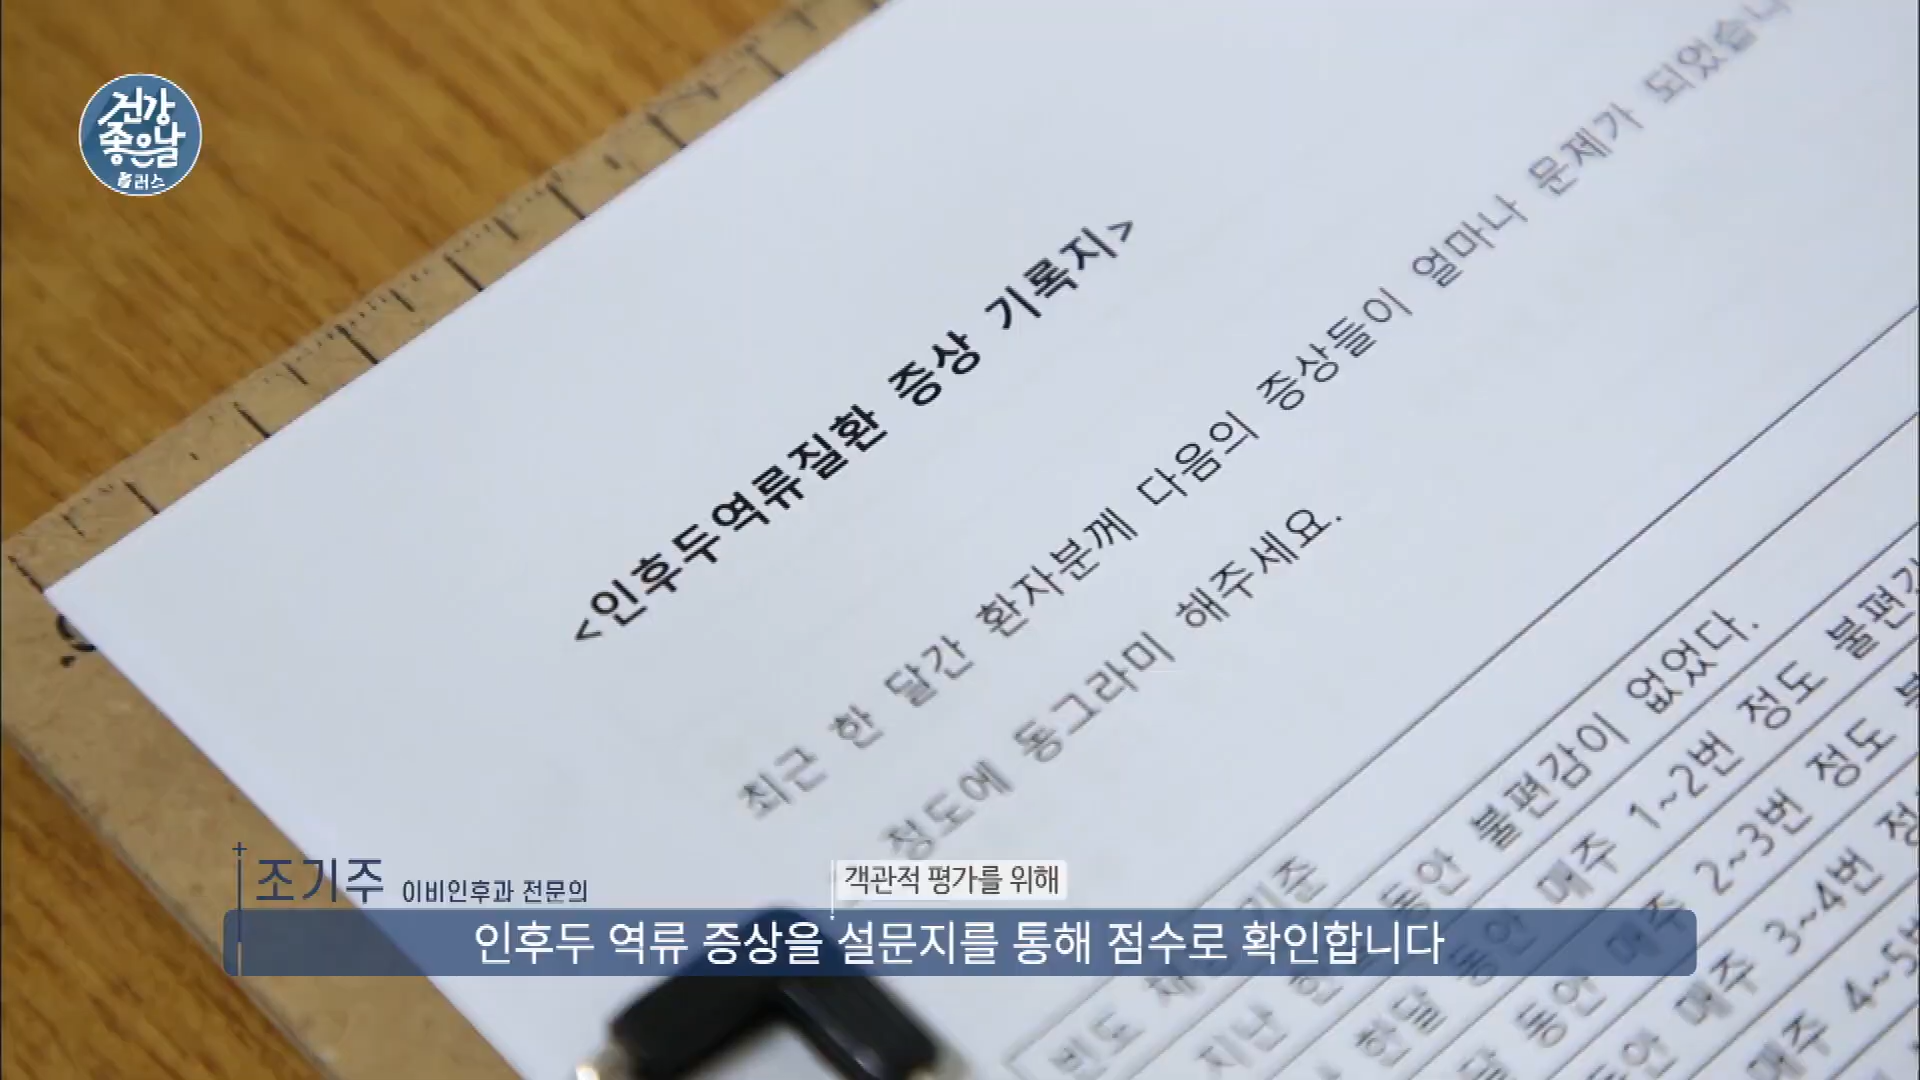 건강
좋은날
플러스
<인후두역류질환 증상 기록지>
최근 한 달간 환자분께 다음의 증상들이 얼마나 문제가 되었습니
정도에 동그라미 해주세요.
불편감이 없었다.
동안 매주 1~2번 정도 불편
동안 매주 2~3번 정도
매주 3~4번
매주 4~5
빈도 기준
지난
한달
조기주 이비인후과 전문의
객관적 평가를 위해
인후두 역류 증상을 설문지를 통해 점수로 확인합니다